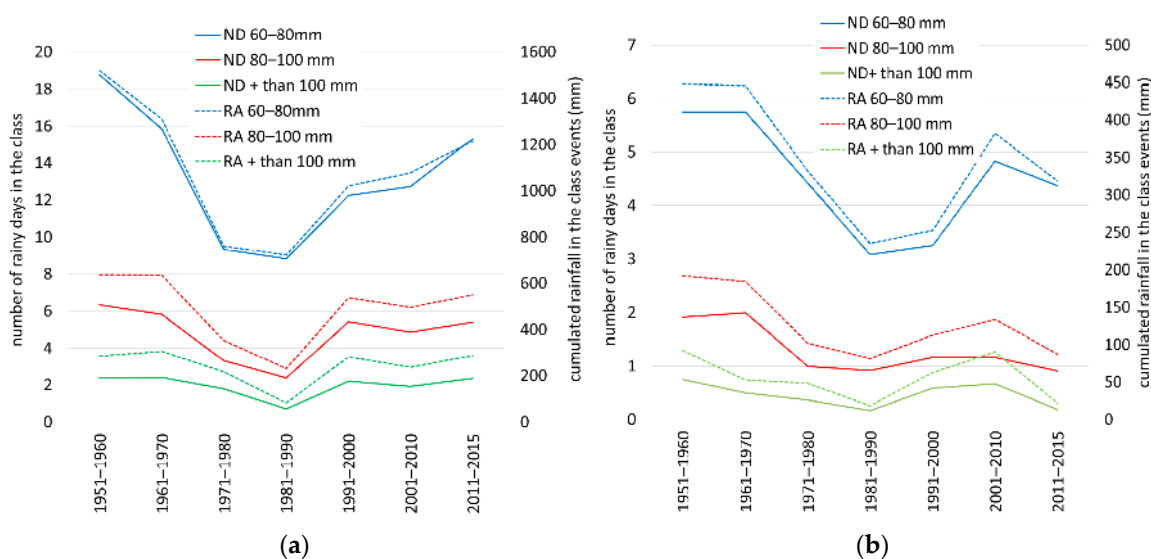 ND 60–80mm
ND 80–100 mm
ND + than 100 mm
RA 60–80mm
RA 80–100 mm
RA + than 100 mm
number of rainy days in the class
20
18
16
14
12
10
8
6
4
2
0
1600
1400
1200
1000
800
600
400
200
0
cumulated rainfall in the class events (mm)
1951–1960
1961–1970
1971–1980
1981–1990
1991–2000
2001–2010
2011–2015
(a)
ND 60–80 mm
ND 80–100 mm
ND+ than 100 mm
RA 60–80 mm
RA 80–100 mm
RA + than 100 mm
number of rainy days in the class
7
6
5
4
3
2
1
0
500
450
400
350
300
250
200
150
100
50
0
cumulated rainfall in the class events (mm)
1951–1960
1961–1970
1971–1980
1981–1990
1991–2000
2001–2010
2011–2015
(b)